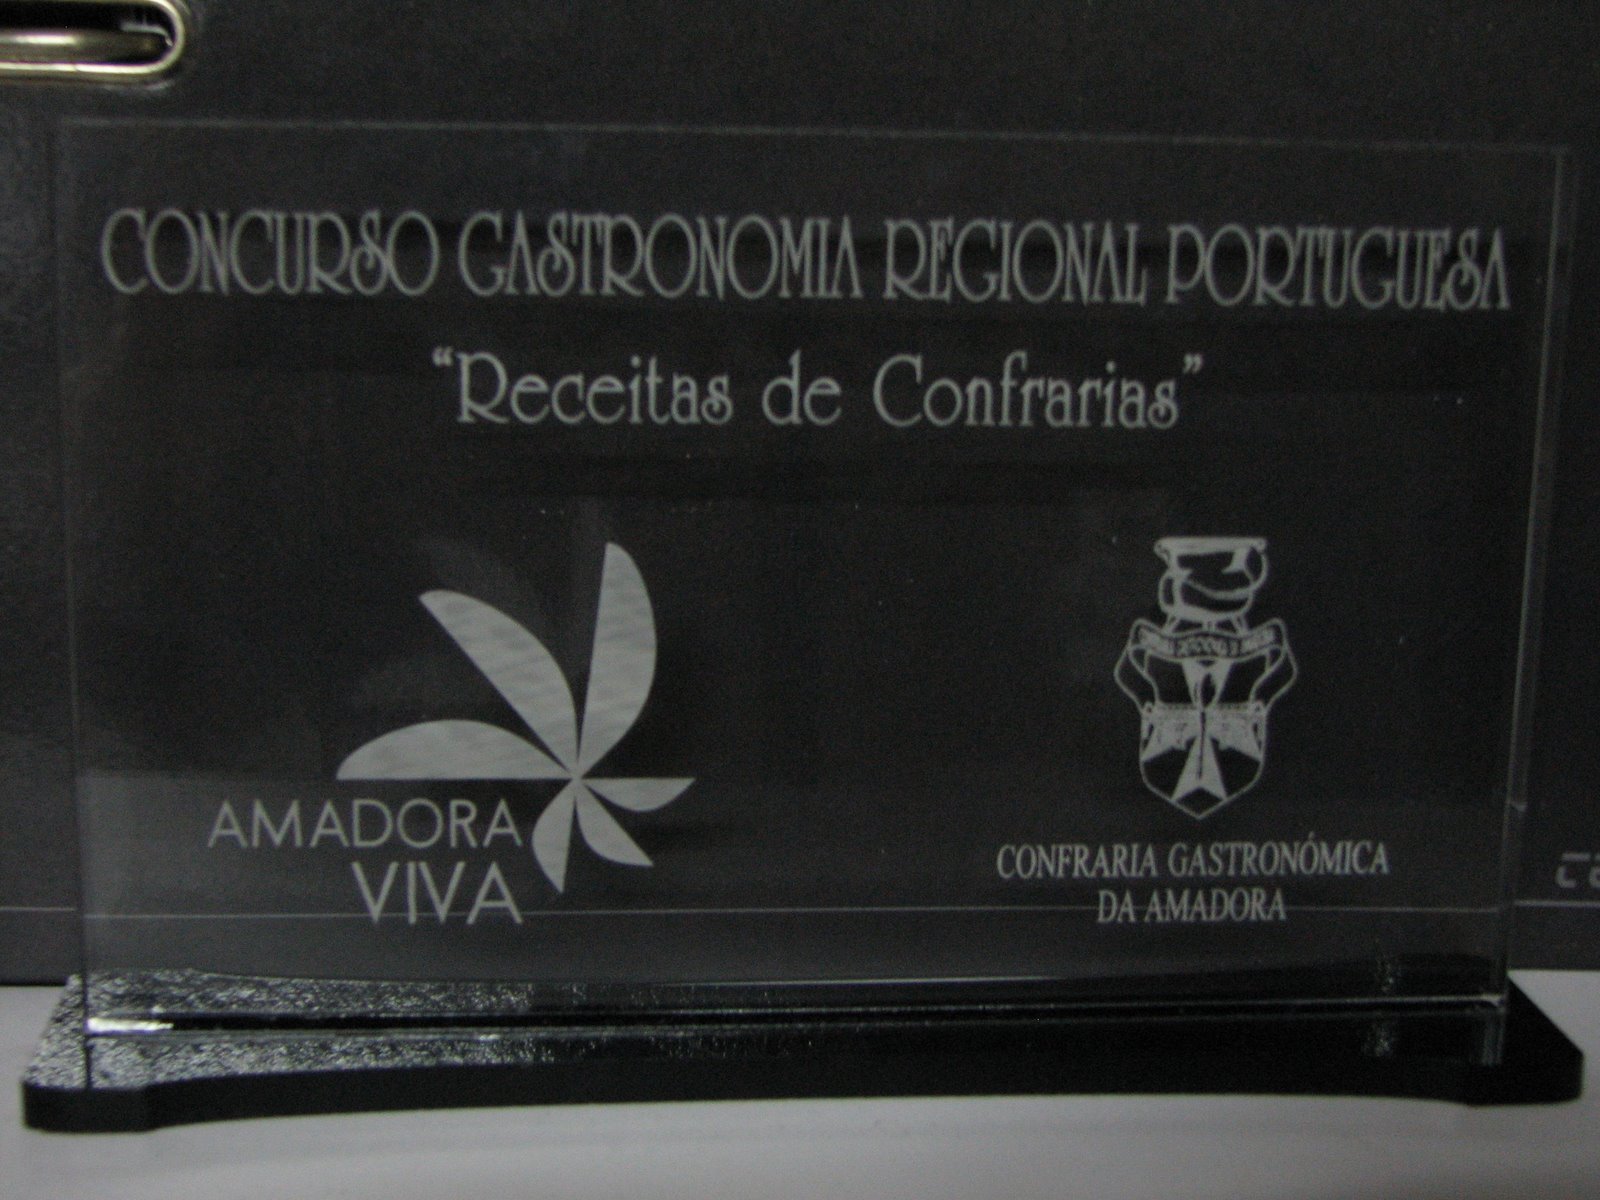 CONCURSO GASTRONOMIA REGIONAL PORTUGUESA
“Receitas de Confrarias”
AMADORA
VIVA
CONFRARIA GASTRONÓMICA
DA AMADORA